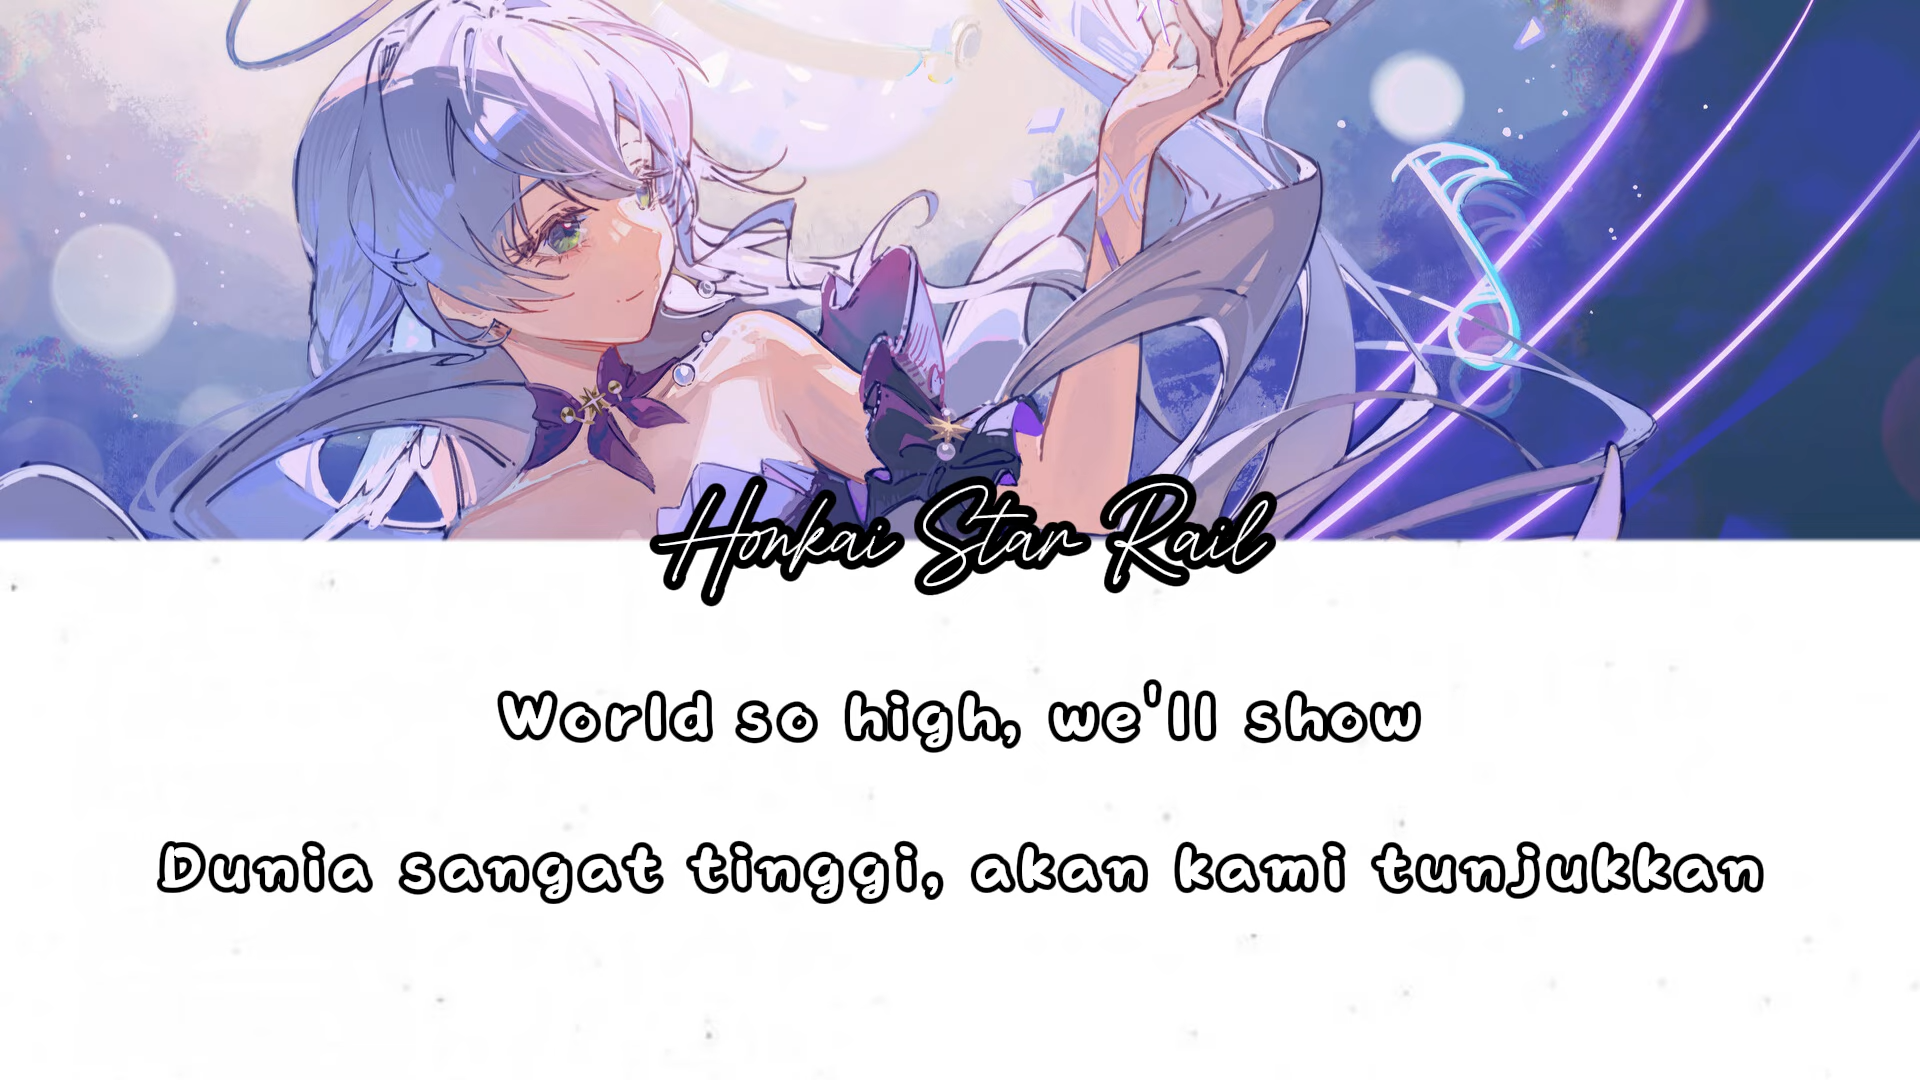 Honkai Star Rail
World so high, we'll show
Dunia sangat tinggi, akan kami tunjukkan